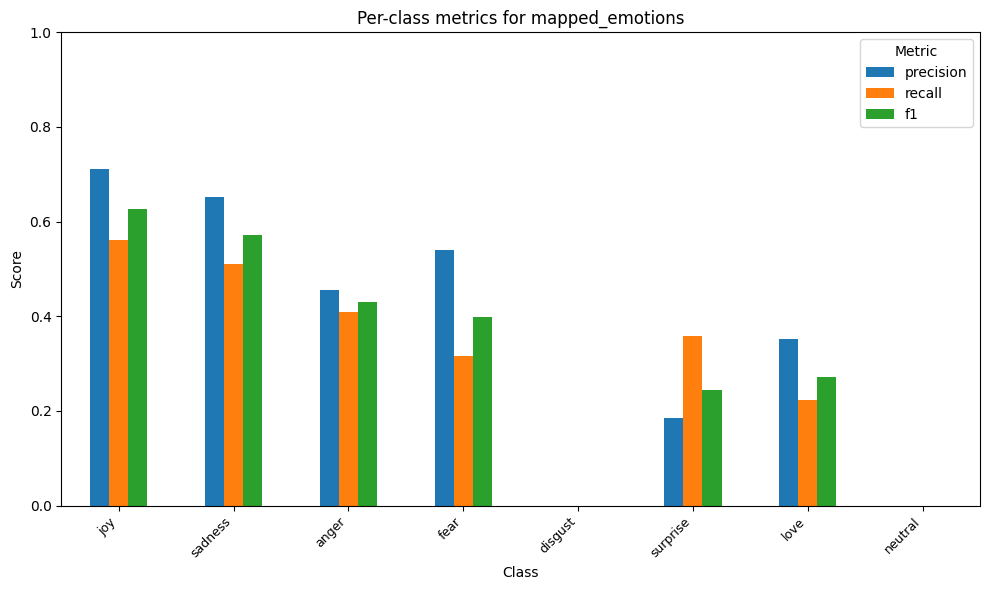 Per-class metrics for mapped_emotions
1.0
0.8
0.6
0.4
0.2
0.0
Score
Metric
precision
recall
f1
joy
sadness
anger
fear
disgust
surprise
love
neutral
Class